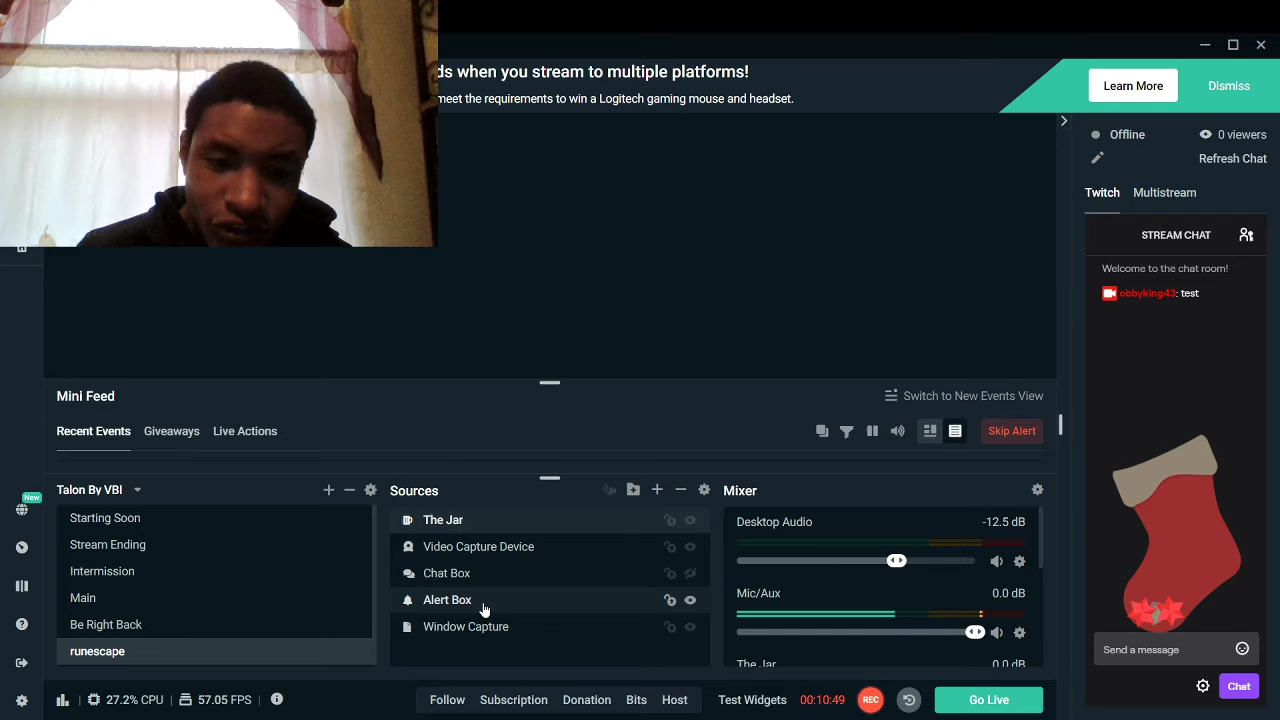 ds when you stream to multiple platforms!
meet the requirements to win a Logitech gaming mouse and headset.
Learn More
Dismiss
Offline
0 viewers
Refresh Chat
Twitch
Multistream
STREAM CHAT
Welcome to the chat room!
obbyking43: test
Mini Feed
Switch to New Events View
Recent Events
Giveaways
Live Actions
Skip Alert
Talon By VBI
Starting Soon
Stream Ending
Intermission
Main
Be Right Back
runescape
Sources
The Jar
Video Capture Device
Chat Box
Alert Box
Window Capture
Mixer
Desktop Audio
-12.5 dB
Mic/Aux
0.0 dB
The Jar
0.0 dB
New
Send a message
Chat
27.2% CPU
57.05 FPS
Follow
Subscription
Donation
Bits
Host
Test Widgets
00:10:49
REC
Go Live